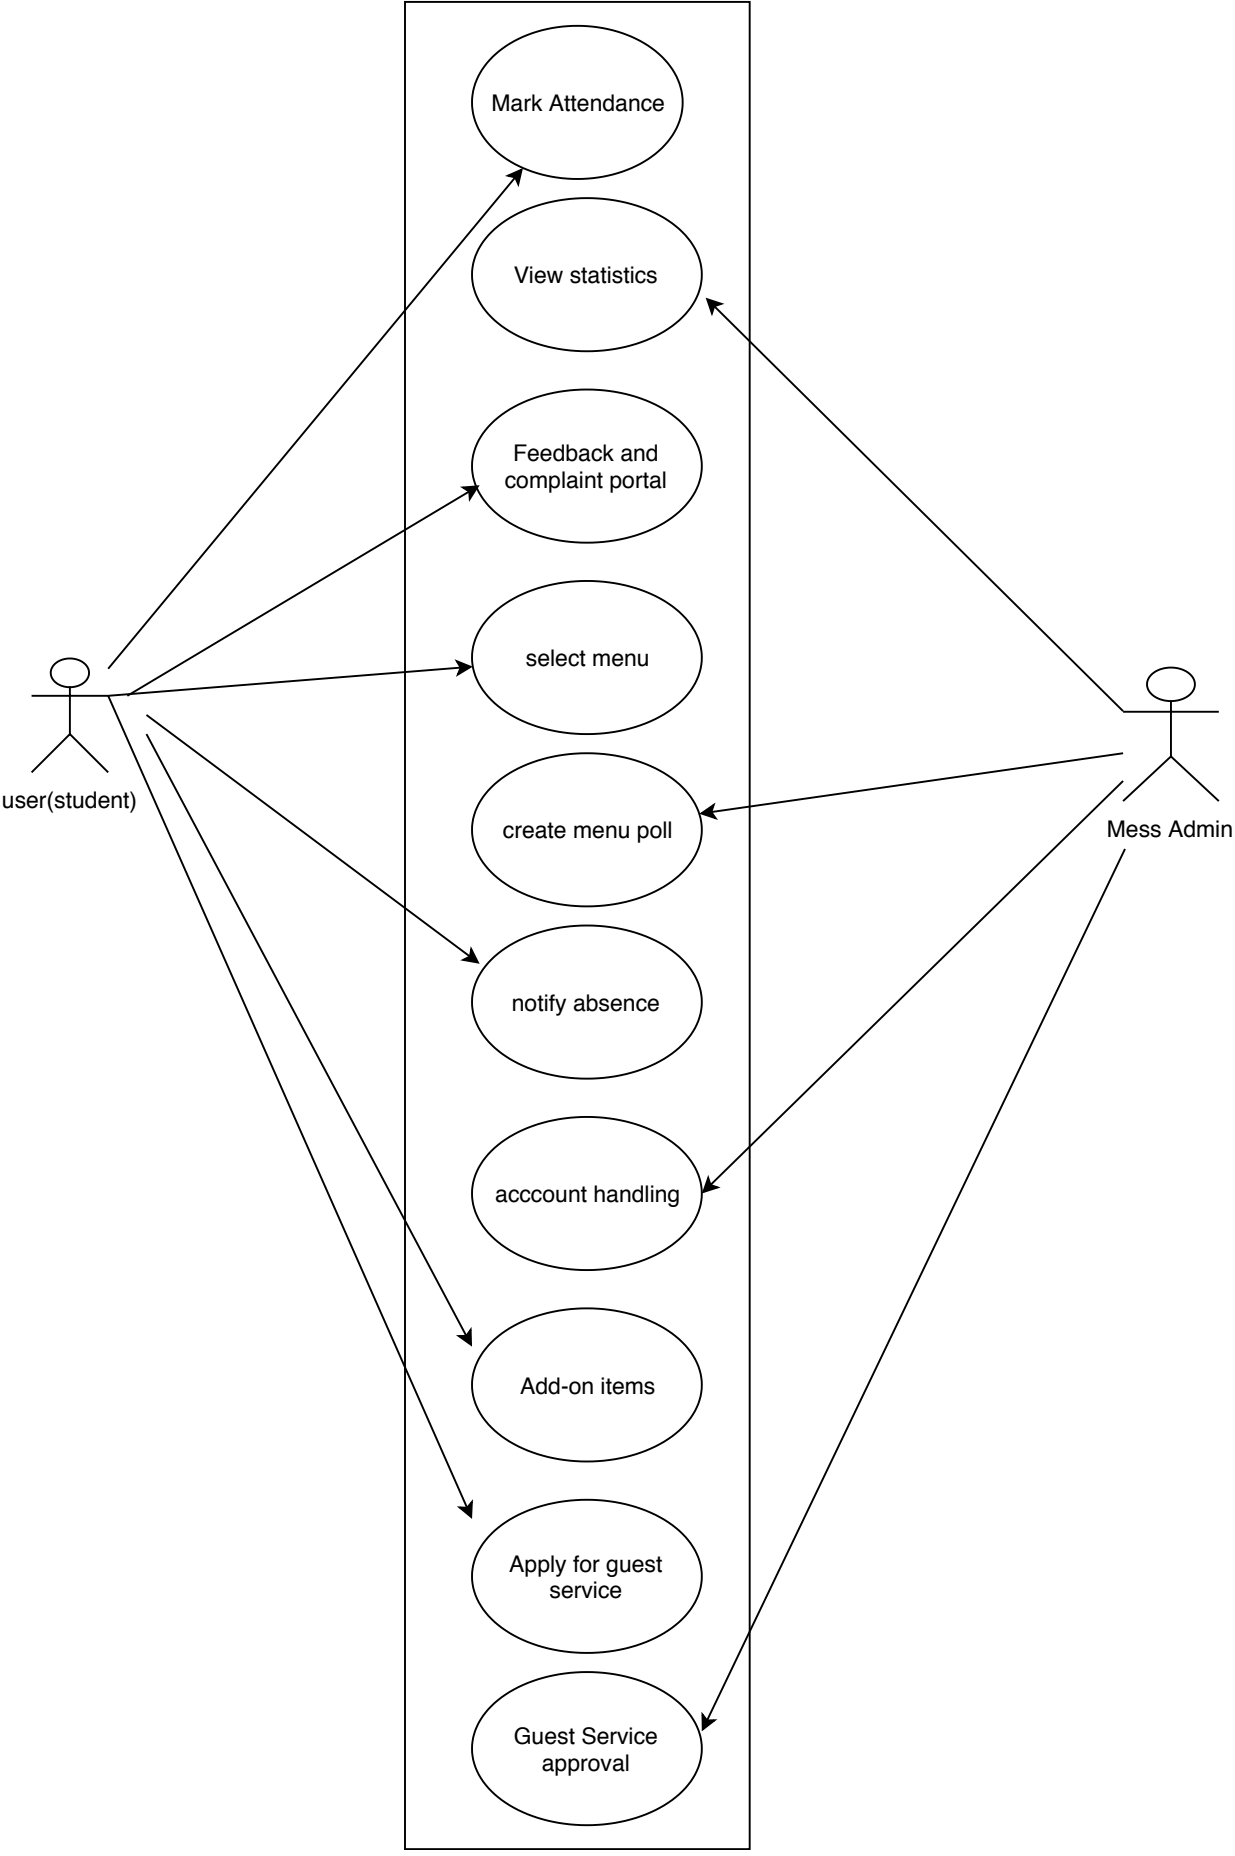 Mark Attendance
View statistics
Feedback and
complaint portal
select menu
user(student)
Mess Admin
create menu poll
notify absence
acccount handling
Add-on items
Apply for guest
service
Guest Service
approval